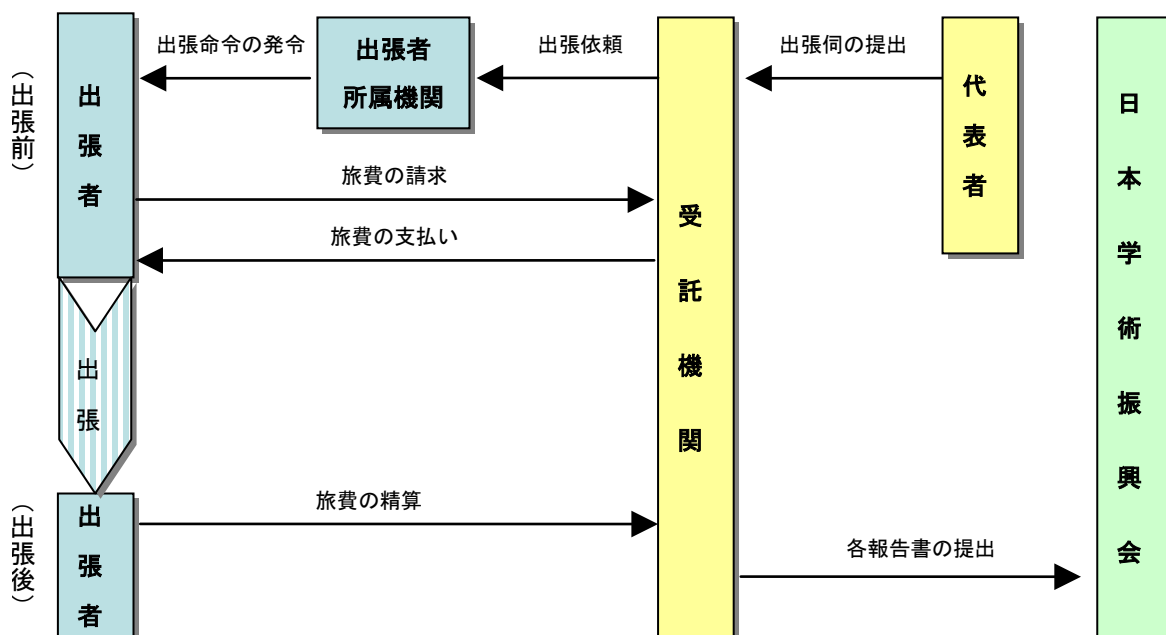 (出張前)
出張者
出張命令の発令
出張者
所属機関
出張依頼
出張伺の提出
代表者
日本学術振興会
受託機関
旅費の請求
旅費の支払い
出張
(出張後)
出張者
旅費の精算
各報告書の提出